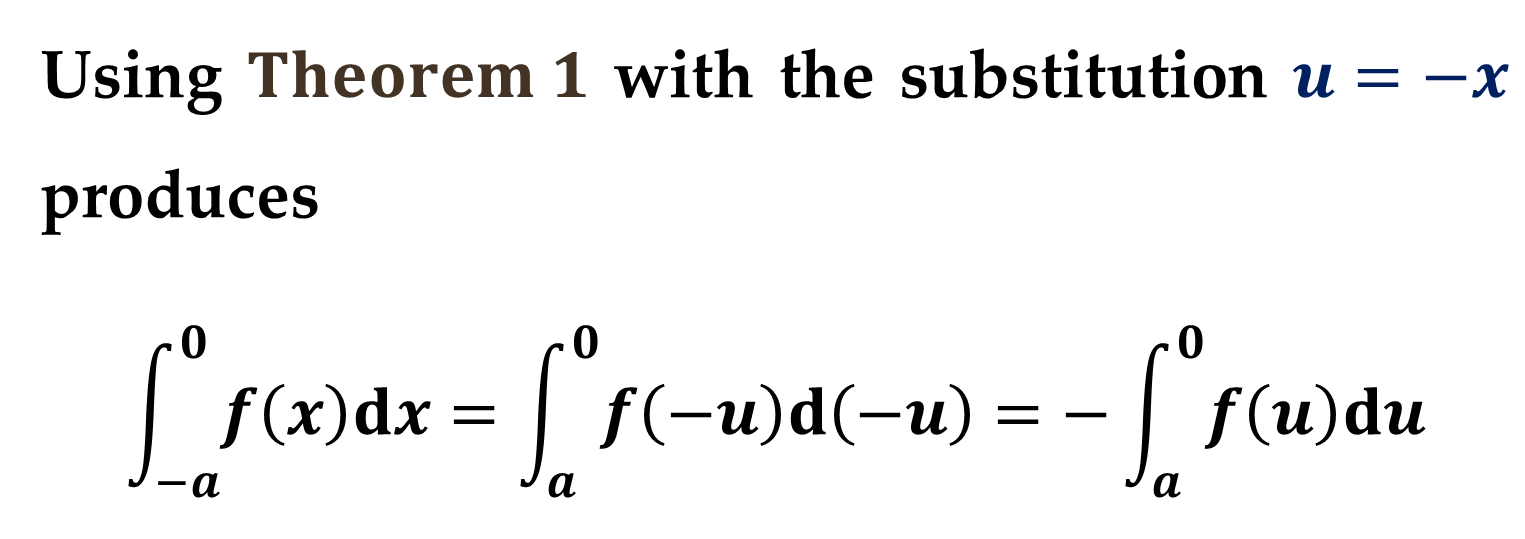 Using Theorem 1 with the substitution u = −x
produces
∫_{−a}^{0} f(x)dx = ∫_{a}^{0} f(−u)d(−u) = −∫_{a}^{0} f(u)du